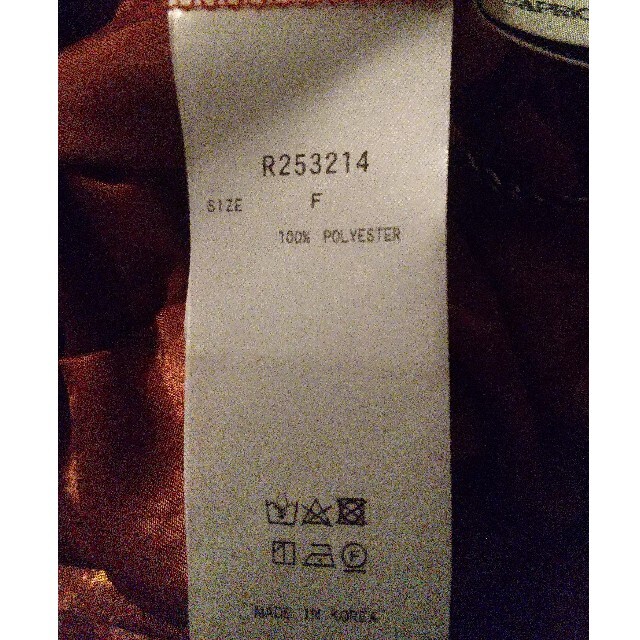 R253214
SIZE F
100% POLYESTER
F
MADE IN KOREA